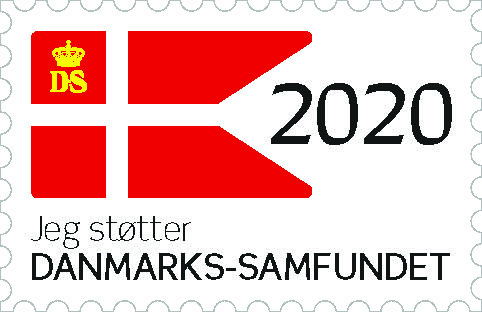 DS
2020
Jeg støtter
DANMARKS-SAMFUNDET